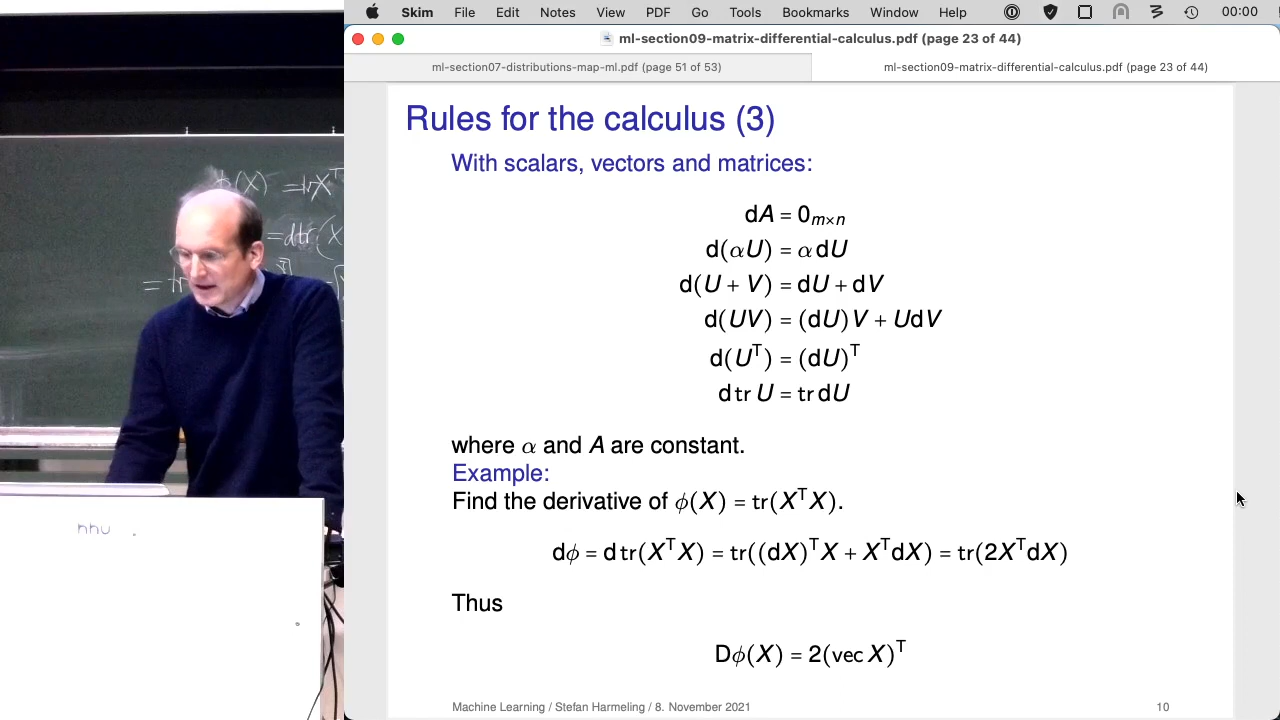 Skim File Edit Notes View PDF Go Tools Bookmarks Window Help 00:00
ml-section09-matrix-differential-calculus.pdf (page 23 of 44)
ml-section07-distributions-map-ml.pdf (page 51 of 53) ml-section09-matrix-differential-calculus.pdf (page 23 of 44)
Rules for the calculus (3)
With scalars, vectors and matrices:
dA = 0_{m×n}
d(αU) = α dU
d(U + V) = dU + dV
d(UV) = (dU)V + UdV
d(Uᵀ) = (dU)ᵀ
d tr U = tr dU
where α and A are constant.
Example:
Find the derivative of ϕ(X) = tr(XᵀX).
dϕ = d tr(XᵀX) = tr((dX)ᵀX + XᵀdX) = tr(2XᵀdX)
Thus
Dϕ(X) = 2(vec X)ᵀ
Machine Learning / Stefan Harmeling / 8. November 2021 10
(X) = tr Xᵀ
= dtr(X
= tr